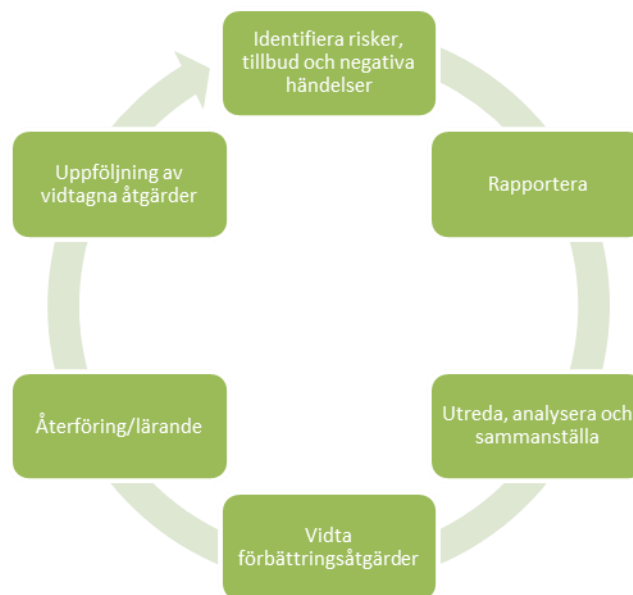 Identifiera risker,
tillbud och negativa
händelser
Rapportera
Utreda, analysera och
sammanställa
Vidta
förbättringsåtgärder
Återföring/lärande
Uppföljning av
vidtagna åtgärder